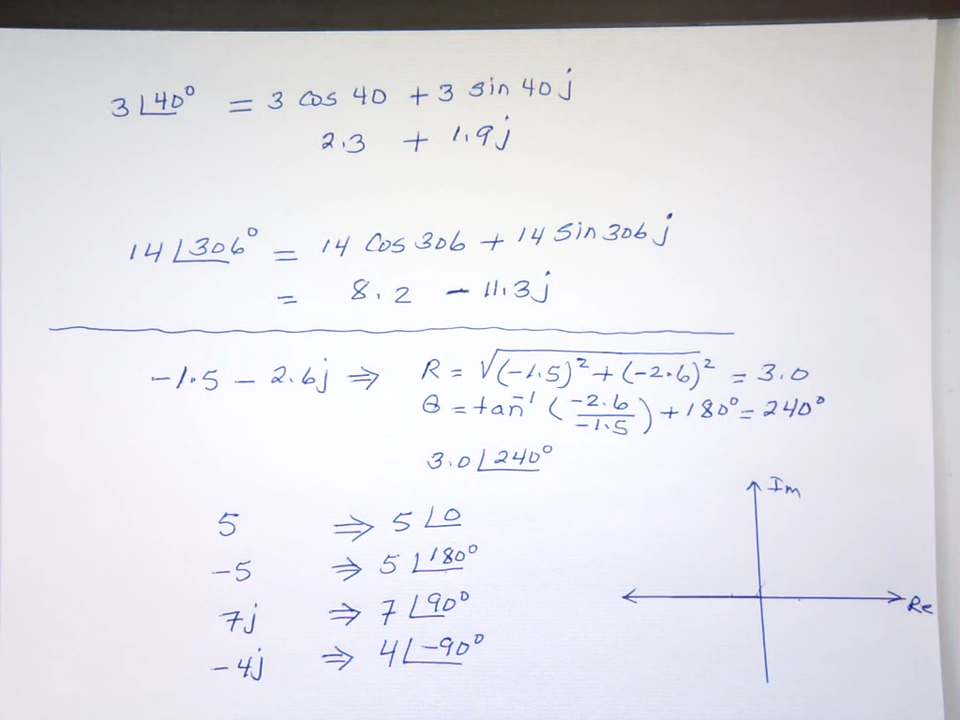 3∠40° = 3 cos 40 + 3 sin 40j
2.3 + 1.9j
14∠306° = 14 cos 306 + 14 sin 306j
= 8.2 - 11.3j
-1.5 - 2.6j ⇒ R = √(-1.5)² + (-2.6)² = 3.0
θ = tan⁻¹ (-2.6/-1.5) + 180° = 240°
3.0∠240°
5 ⇒ 5∠0
-5 ⇒ 5∠180°
7j ⇒ 7∠90°
-4j ⇒ 4∠-90°
Im
Re